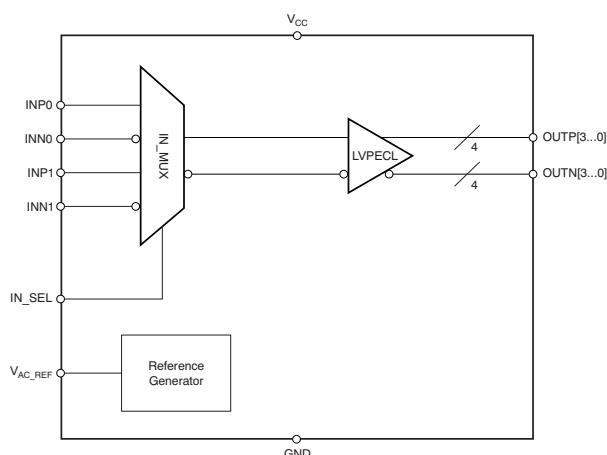 VCC
INP0
INN0
INP1
INN1
IN_MUX
LVPECL
4
OUTP[3...0]
4
OUTN[3...0]
IN_SEL
VAC_REF
Reference
Generator
GND